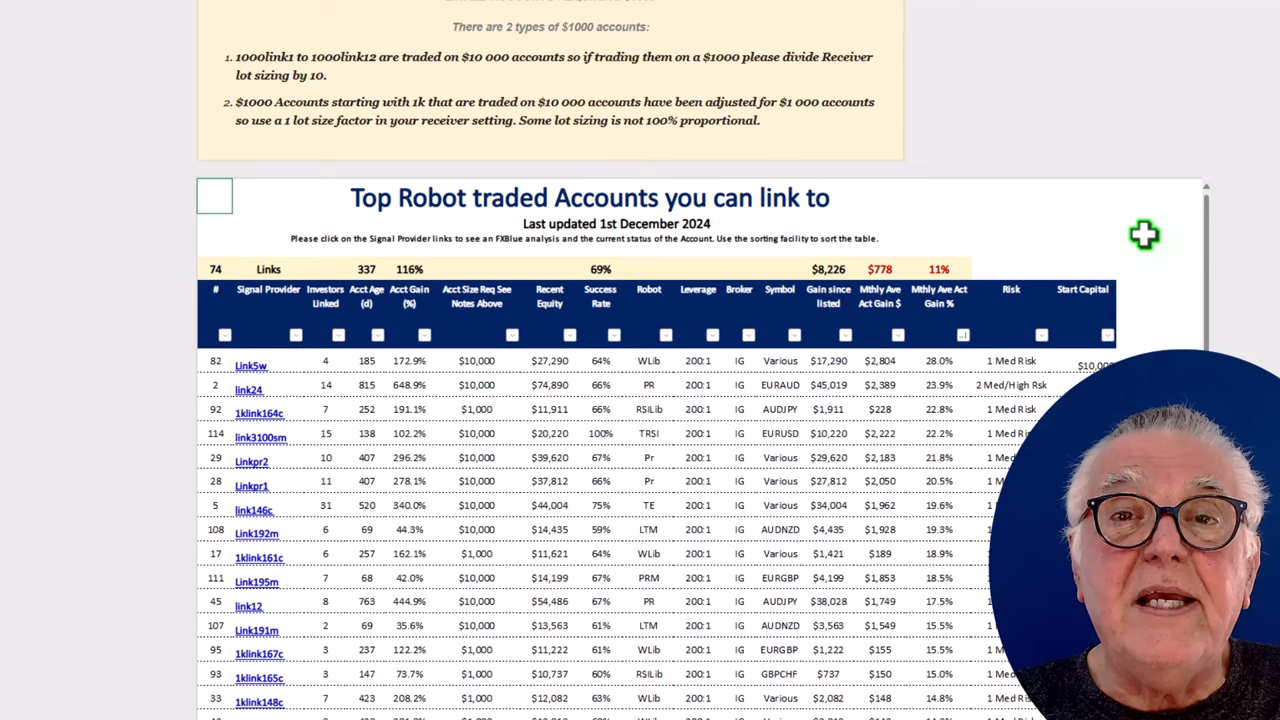 There are 2 types of $1000 accounts:
1. 1000link1 to 1000link12 are traded on $10 000 accounts so if trading them on a $1000 please divide Receiver
lot sizing by 10.
2. $1000 Accounts starting with 1k that are traded on $10 000 accounts have been adjusted for $1 000 accounts
so use a 1 lot size factor in your receiver setting. Some lot sizing is not 100% proportional.
Top Robot traded Accounts you can link to
Last updated 1st December 2024
Please click on the Signal Provider links to see an FXBlue analysis and the current status of the Account. Use the sorting facility to sort the table.
74 Links 337 116% 69% $8,226 $778 11%
# Signal Provider Investors Acct Age Acct Gain Acct Size Req See Recent Success Robot Leverage Broker Symbol Gain since Mthly Ave Mthly Ave Act Risk Start Capital
Linked (d) (%) Notes Above Equity Rate listed Act Gain $ Gain %
82 Link5w 4 185 172.9% $10,000 $27,290 64% WLib 200:1 IG Various $17,290 $2,804 28.0% 1 Med Risk $10,000
2 link24 14 815 648.9% $10,000 $74,890 66% PR 200:1 IG EURAUD $45,019 $2,389 23.9% 2 Med/High Rsk
92 1klink164c 7 252 191.1% $1,000 $11,911 66% RSILib 200:1 IG AUDJPY $1,911 $228 22.8% 1 Med Risk
114 link3100sm 15 138 102.2% $10,000 $20,220 100% TRSI 200:1 IG EURUSD $10,220 $2,222 22.2% 1 Med Ri
29 Linkpr2 10 407 296.2% $10,000 $39,620 67% Pr 200:1 IG Various $29,620 $2,183 21.8% 1 Med
28 Linkpr1 11 407 278.1% $10,000 $37,812 66% Pr 200:1 IG Various $27,812 $2,050 20.5% 1 M
5 link146c 31 520 340.0% $10,000 $44,004 75% TE 200:1 IG Various $34,004 $1,962 19.6% 1
108 Link192m 6 69 44.3% $10,000 $14,435 59% LTM 200:1 IG AUDNZD $4,435 $1,928 19.3% 1
17 1klink161c 6 257 162.1% $1,000 $11,621 64% WLib 200:1 IG Various $1,421 $189 18.9% 1
111 Link195m 7 68 42.0% $10,000 $14,199 67% PRM 200:1 IG EURGBP $4,199 $1,853 18.5% 1
45 link12 8 763 444.9% $10,000 $54,486 67% PR 200:1 IG AUDJPY $38,028 $1,749 17.5% 1
107 Link191m 2 69 35.6% $10,000 $13,563 61% LTM 200:1 IG AUDNZD $3,563 $1,549 15.5% 1
95 1klink167c 3 237 122.2% $1,000 $11,222 61% WLib 200:1 IG EURGBP $1,222 $155 15.5% 1 M
93 1klink165c 3 147 73.7% $1,000 $10,737 60% RSILib 200:1 IG GBPCHF $737 $150 15.0% 1 Med
33 1klink148c 7 423 208.2% $1,000 $12,082 63% WLib 200:1 IG Various $2,082 $148 14.8% 1 Med Ri